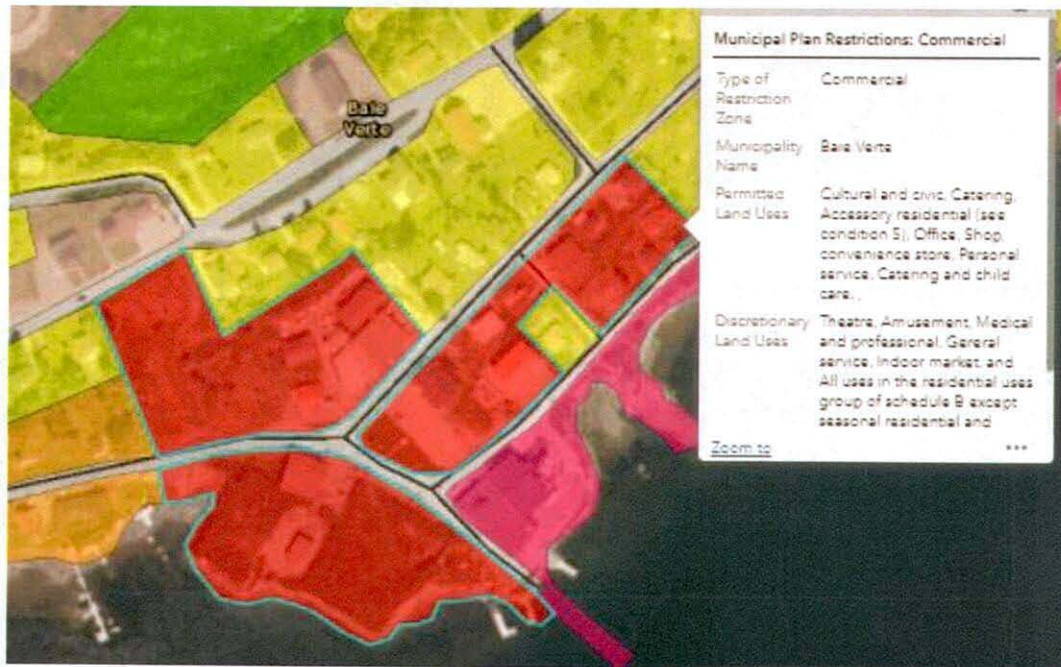 Baie
Verte
Municipal Plan Restrictions: Commercial
Type of Restriction Zone
Commercial
Municipality Name
Baie Verte
Permitted Land Uses
Cultural and civic, Catering,
Accessory residential (see
condition 5), Office, Shop,
convenience store, Personal
service, Catering and child
care, ,
Discretionary Land Uses
Theatre, Amusement, Medical
and professional, General
service, Indoor market, and
All uses in the residential uses
group of schedule B except
seasonal residential and
Zoom to
•••